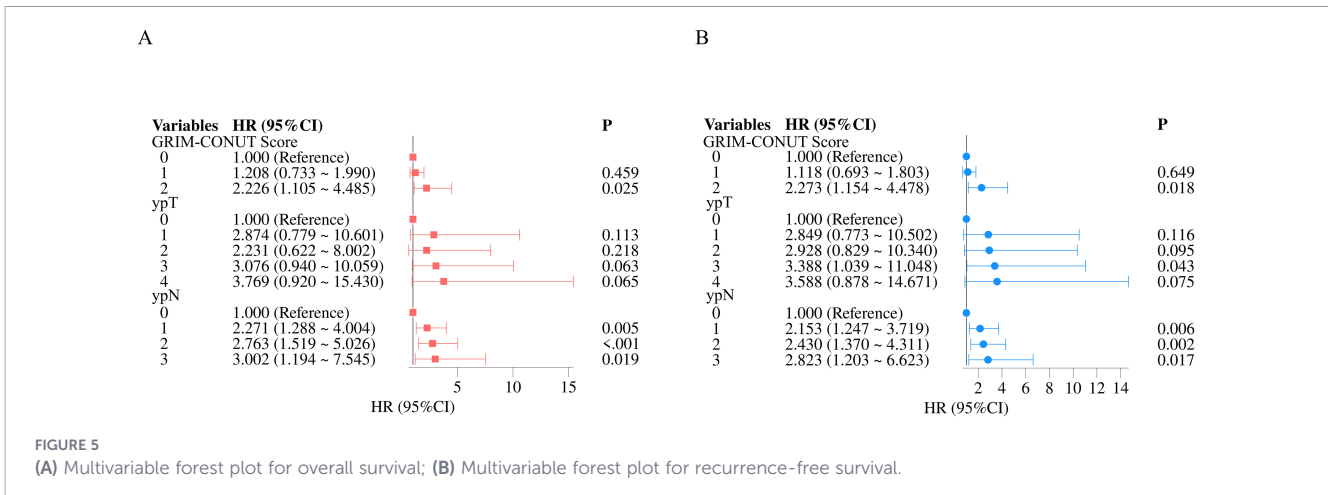 A
Variables HR (95%CI) P
GRIM-CONUT Score
0 1.000 (Reference)
1 1.208 (0.733 ~ 1.990) 0.459
2 2.226 (1.105 ~ 4.485) 0.025
ypT
0 1.000 (Reference)
1 2.874 (0.779 ~ 10.601) 0.113
2 2.231 (0.622 ~ 8.002) 0.218
3 3.076 (0.940 ~ 10.059) 0.063
4 3.769 (0.920 ~ 15.430) 0.065
ypN
0 1.000 (Reference)
1 2.271 (1.288 ~ 4.004) 0.005
2 2.763 (1.519 ~ 5.026) <.001
3 3.002 (1.194 ~ 7.545) 0.019
5 10 15
HR (95%CI)
B
Variables HR (95%CI) P
GRIM-CONUT Score
0 1.000 (Reference)
1 1.118 (0.693 ~ 1.803) 0.649
2 2.273 (1.154 ~ 4.478) 0.018
ypT
0 1.000 (Reference)
1 2.849 (0.773 ~ 10.502) 0.116
2 2.928 (0.829 ~ 10.340) 0.095
3 3.388 (1.039 ~ 11.048) 0.043
4 3.588 (0.878 ~ 14.671) 0.075
ypN
0 1.000 (Reference)
1 2.153 (1.247 ~ 3.719) 0.006
2 2.430 (1.370 ~ 4.311) 0.002
3 2.823 (1.203 ~ 6.623) 0.017
2 4 6 8 10 12 14
HR (95%CI)
FIGURE 5
(A) Multivariable forest plot for overall survival; (B) Multivariable forest plot for recurrence-free survival.